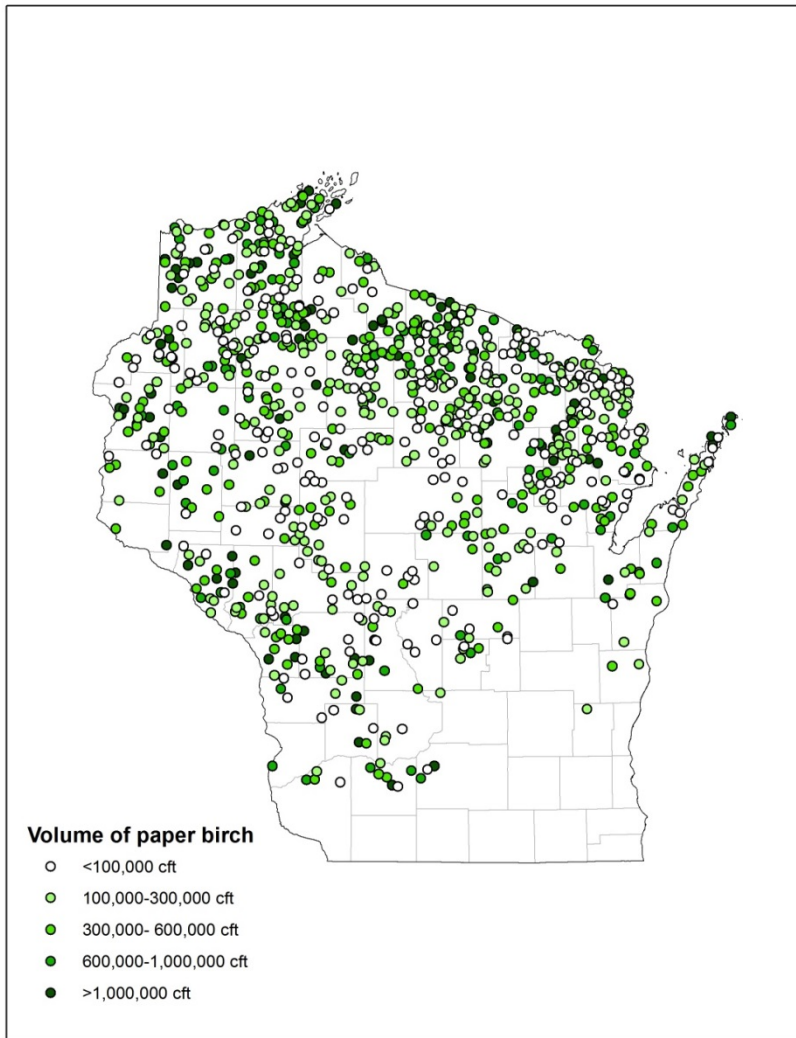 Volume of paper birch
<100,000 cft
100,000-300,000 cft
300,000- 600,000 cft
600,000-1,000,000 cft
>1,000,000 cft